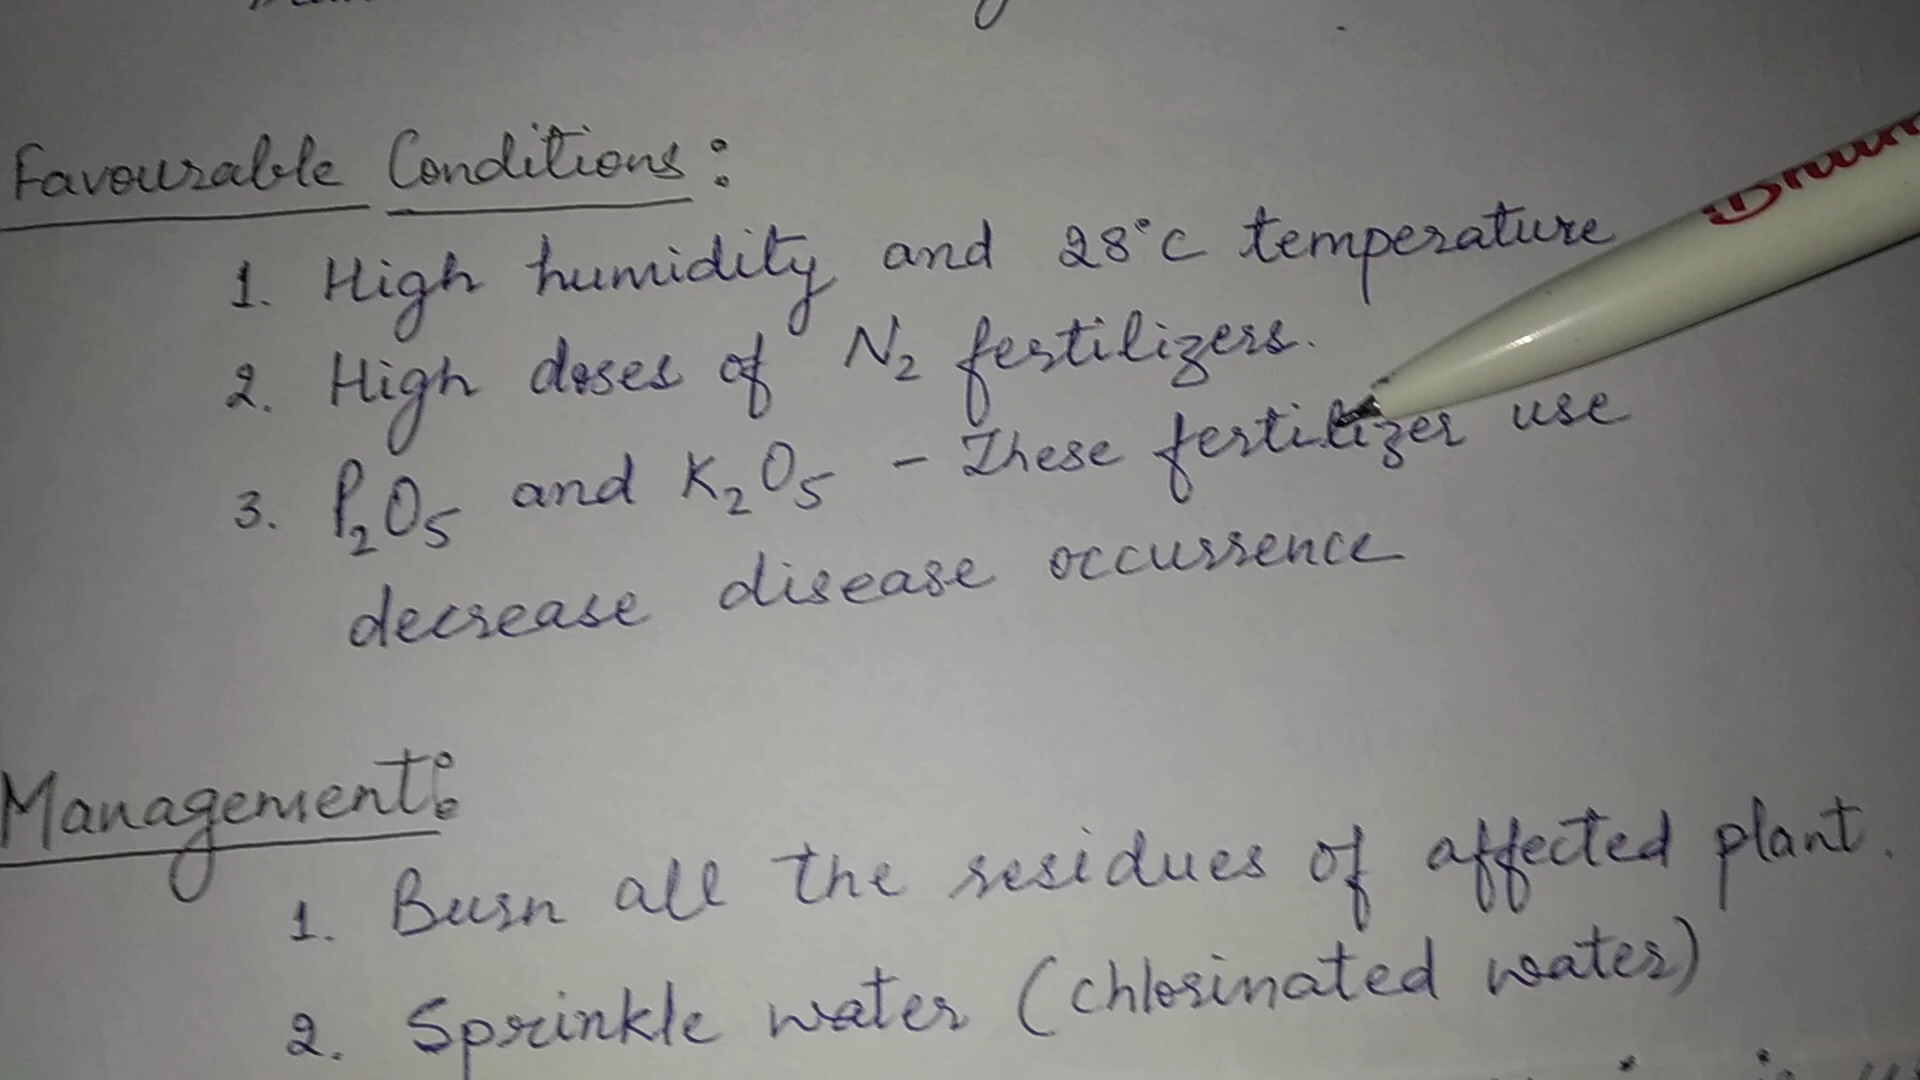 Favourable Conditions:
1. High humidity and 28°C temperature
2. High doses of N₂ fertilizers.
3. P₂O₅ and K₂O₅ - These fertilizer use
decrease disease occurrence
Management:
1. Burn all the residues of affected plant.
2. Sprinkle water (chlorinated water)